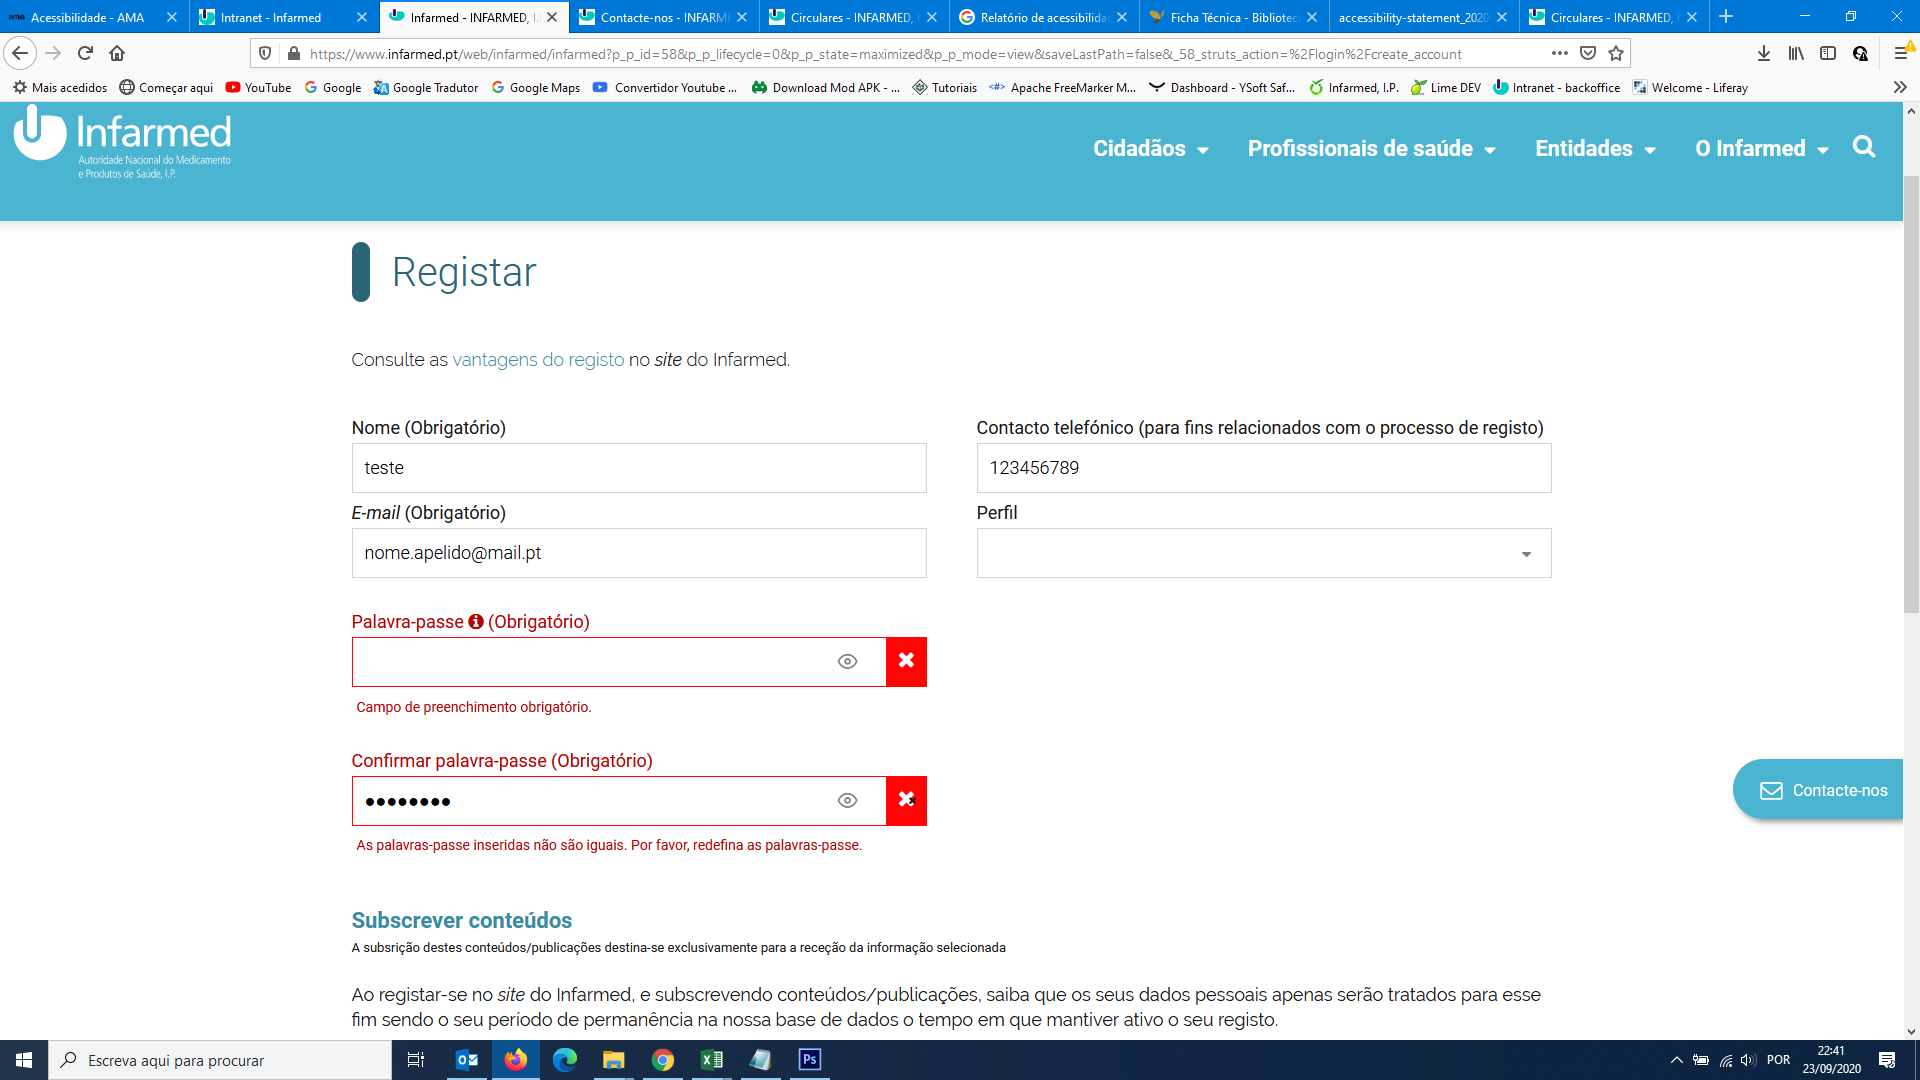 Acessibilidade - AMA
Intranet - Infarmed
Infarmed - INFARMED, I.
Contacte-nos - INFARM
Circulares - INFARMED,
Relatório de acessibilida
Ficha Técnica - Bibliotec
accessibility-statement_2020
Circulares - INFARMED,
https://www.infarmed.pt/web/infarmed/infarmed?p_p_id=58&p_p_lifecycle=0&p_p_state=maximized&p_p_mode=view&saveLastPath=false&_58_struts_action=%2Flogin%2Fcreate_account
Mais acedidos
Começar aqui
YouTube
Google
Google Tradutor
Google Maps
Convertidor Youtube ...
Download Mod APK - ...
Tutoriais
Apache FreeMarker M...
Dashboard - YSoft Saf...
Infarmed, I.P.
Lime DEV
Intranet - backoffice
Welcome - Liferay
Infarmed
Autoridade Nacional do Medicamento
e Produtos de Saúde, I.P.
Cidadãos
Profissionais de saúde
Entidades
O Infarmed
Registar
Consulte as vantagens do registo no site do Infarmed.
Nome (Obrigatório)
Contacto telefónico (para fins relacionados com o processo de registo)
teste
123456789
E-mail (Obrigatório)
Perfil
nome.apelido@mail.pt
Palavra-passe (Obrigatório)
Campo de preenchimento obrigatório.
Confirmar palavra-passe (Obrigatório)
As palavras-passe inseridas não são iguais. Por favor, redefina as palavras-passe.
Contacte-nos
Subscrever conteúdos
A subsrição destes conteúdos/publicações destina-se exclusivamente para a receção da informação selecionada
Ao registar-se no site do Infarmed, e subscrevendo conteúdos/publicações, saiba que os seus dados pessoais apenas serão tratados para esse
fim sendo o seu período de permanência na nossa base de dados o tempo em que mantiver ativo o seu registo.
Escreva aqui para procurar
Ps
POR
22:41
23/09/2020